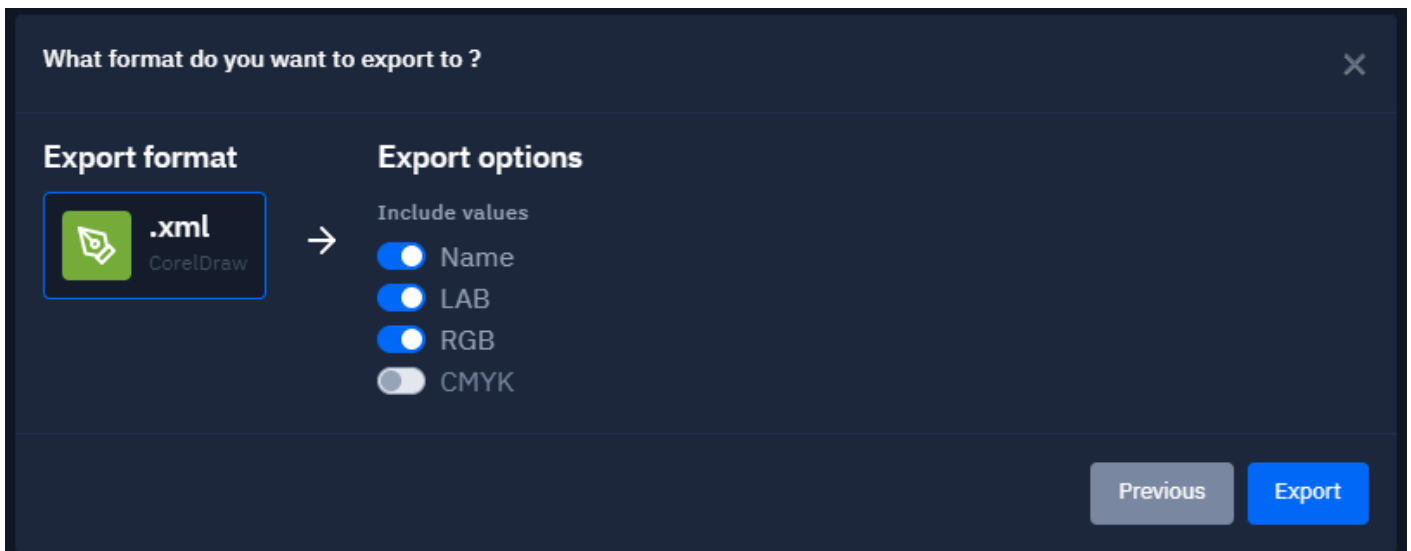 What format do you want to export to ?
Export format
.xml
CorelDraw
Export options
Include values
Name
LAB
RGB
CMYK
Previous
Export